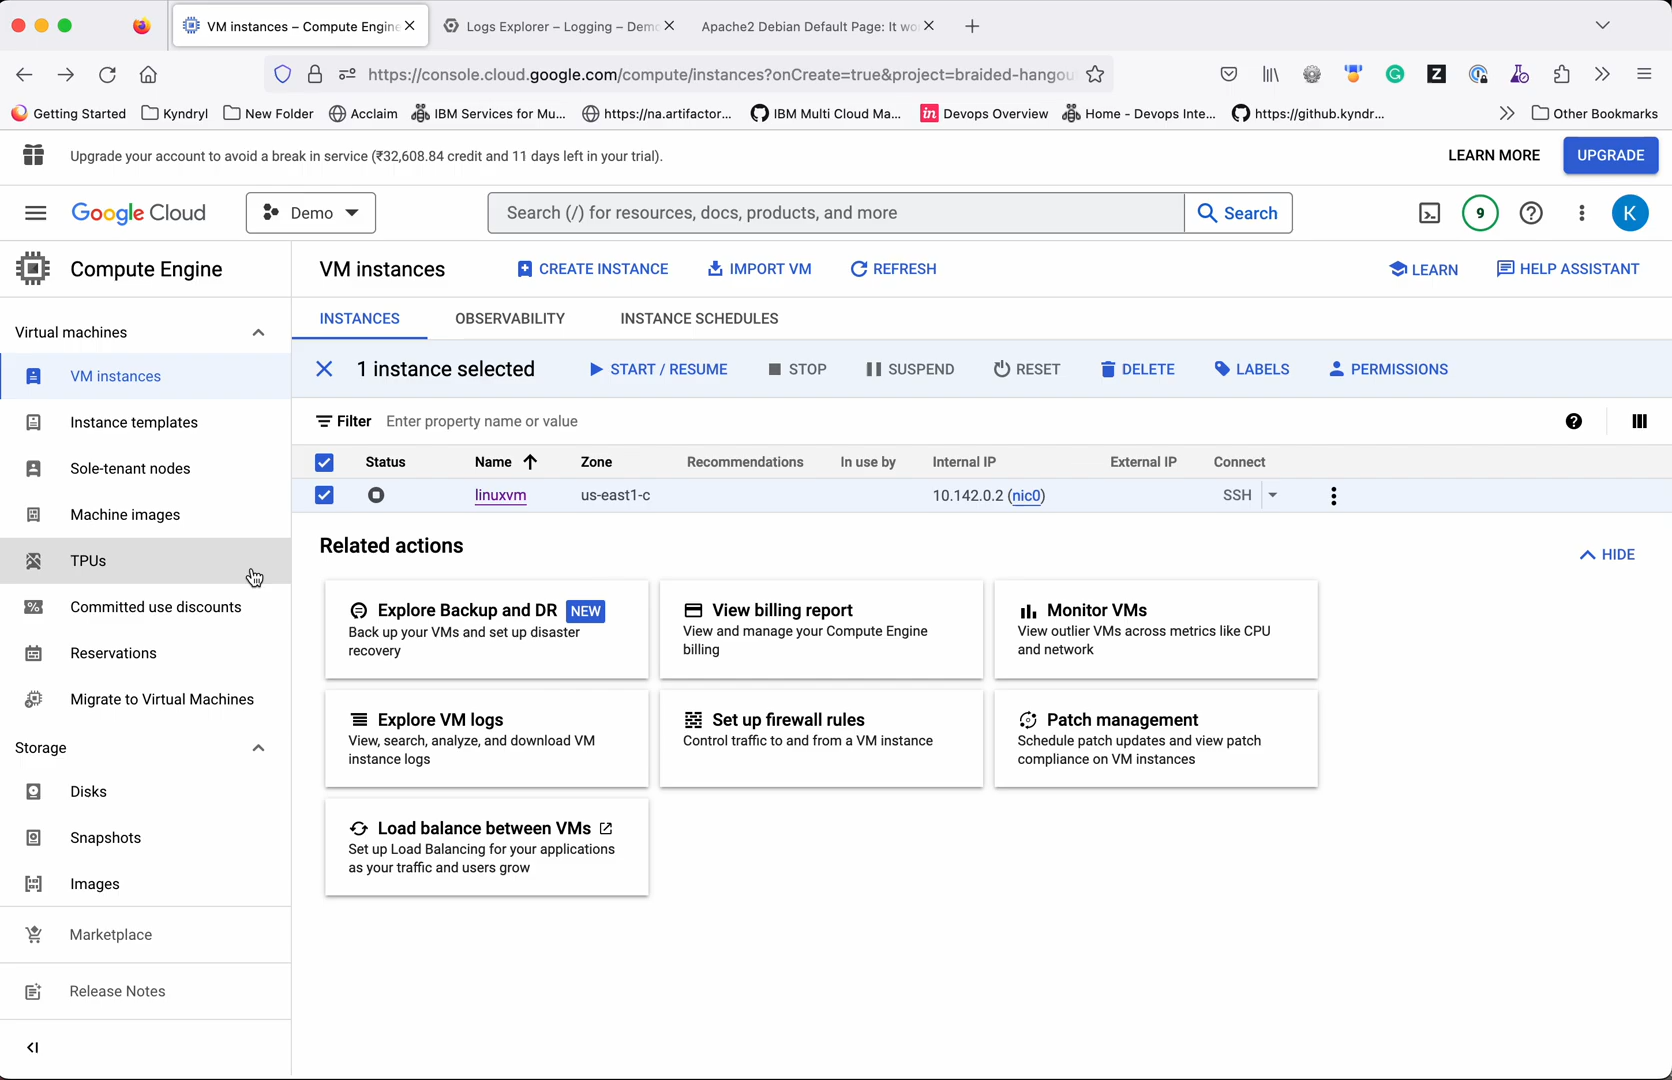 VM instances – Compute Engine
Logs Explorer – Logging – Demo
Apache2 Debian Default Page: It wo
https://console.cloud.google.com/compute/instances?onCreate=true&project=braided-hangou
Getting Started
Kyndryl
New Folder
Acclaim
IBM Services for Mu...
https://na.artifactor...
IBM Multi Cloud Ma...
in
Devops Overview
Home - Devops Inte...
https://github.kyndr...
Other Bookmarks
Upgrade your account to avoid a break in service (₹32,608.84 credit and 11 days left in your trial).
LEARN MORE
UPGRADE
Google Cloud
Demo
Search (/) for resources, docs, products, and more
Search
9
K
Compute Engine
VM instances
CREATE INSTANCE
IMPORT VM
REFRESH
LEARN
HELP ASSISTANT
Virtual machines
VM instances
Instance templates
Sole-tenant nodes
Machine images
TPUs
Committed use discounts
Reservations
Migrate to Virtual Machines
Storage
Disks
Snapshots
Images
Marketplace
Release Notes
INSTANCES
OBSERVABILITY
INSTANCE SCHEDULES
1 instance selected
START / RESUME
STOP
SUSPEND
RESET
DELETE
LABELS
PERMISSIONS
Filter
Enter property name or value
Status
Name
Zone
Recommendations
In use by
Internal IP
External IP
Connect
linuxvm
us-east1-c
10.142.0.2 (nic0)
SSH
Related actions
HIDE
Explore Backup and DR NEW
Back up your VMs and set up disaster
recovery
View billing report
View and manage your Compute Engine
billing
Monitor VMs
View outlier VMs across metrics like CPU
and network
Explore VM logs
View, search, analyze, and download VM
instance logs
Set up firewall rules
Control traffic to and from a VM instance
Patch management
Schedule patch updates and view patch
compliance on VM instances
Load balance between VMs
Set up Load Balancing for your applications
as your traffic and users grow